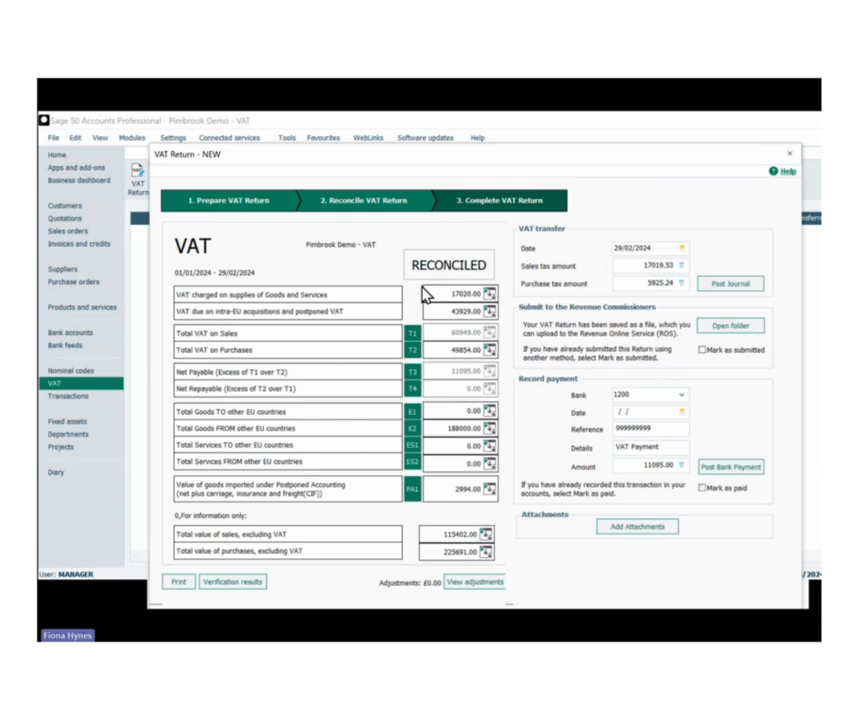 Sage 50 Accounts Professional - Pimbrook Demo - VAT
File Edit View Modules Settings Connected services Tools Favourites WebLinks Software updates Help
Home
Apps and add-ons
Business dashboard
Customers
Quotations
Sales orders
Invoices and credits
Suppliers
Purchase orders
Products and services
Bank accounts
Bank feeds
Nominal codes
VAT
Transactions
Fixed assets
Departments
Projects
Diary
User: MANAGER
VAT
Return
VAT Return - NEW
×
Help
1. Prepare VAT Return
2. Reconcile VAT Return
3. Complete VAT Return
VAT
Pimbrook Demo - VAT
RECONCILED
01/01/2024 - 29/02/2024
VAT charged on supplies of Goods and Services 17020.00
VAT due on intra-EU acquisitions and postponed VAT 43929.00
Total VAT on Sales T1 60949.00
Total VAT on Purchases T2 49854.00
Net Payable (Excess of T1 over T2) T3 11095.00
Net Repayable (Excess of T2 over T1) T4 0.00
Total Goods TO other EU countries E1 0.00
Total Goods FROM other EU countries E2 188000.00
Total Services TO other EU countries ES1 0.00
Total Services FROM other EU countries ES2 0.00
Value of goods imported under Postponed Accounting
(net plus carriage, insurance and freight(CIF)) PA1 2994.00
0,For information only:
Total value of sales, excluding VAT 115402.00
Total value of purchases, excluding VAT 225691.00
Print
Verification results
Adjustments: £0.00
View adjustments
VAT transfer
Date 29/02/2024
Sales tax amount 17019.53
Purchase tax amount 5925.24
Post Journal
Submit to the Revenue Commissioners
Your VAT Return has been saved as a file, which you
can upload to the Revenue Online Service (ROS).
Open folder
If you have already submitted this Return using
another method, select Mark as submitted.
Mark as submitted
Record payment
Bank 1200
Date / /
Reference 999999999
Details VAT Payment
Amount 11095.00
Post Bank Payment
If you have already recorded this transaction in your
accounts, select Mark as paid.
Mark as paid
Attachments
Add Attachments
Fiona Hynes